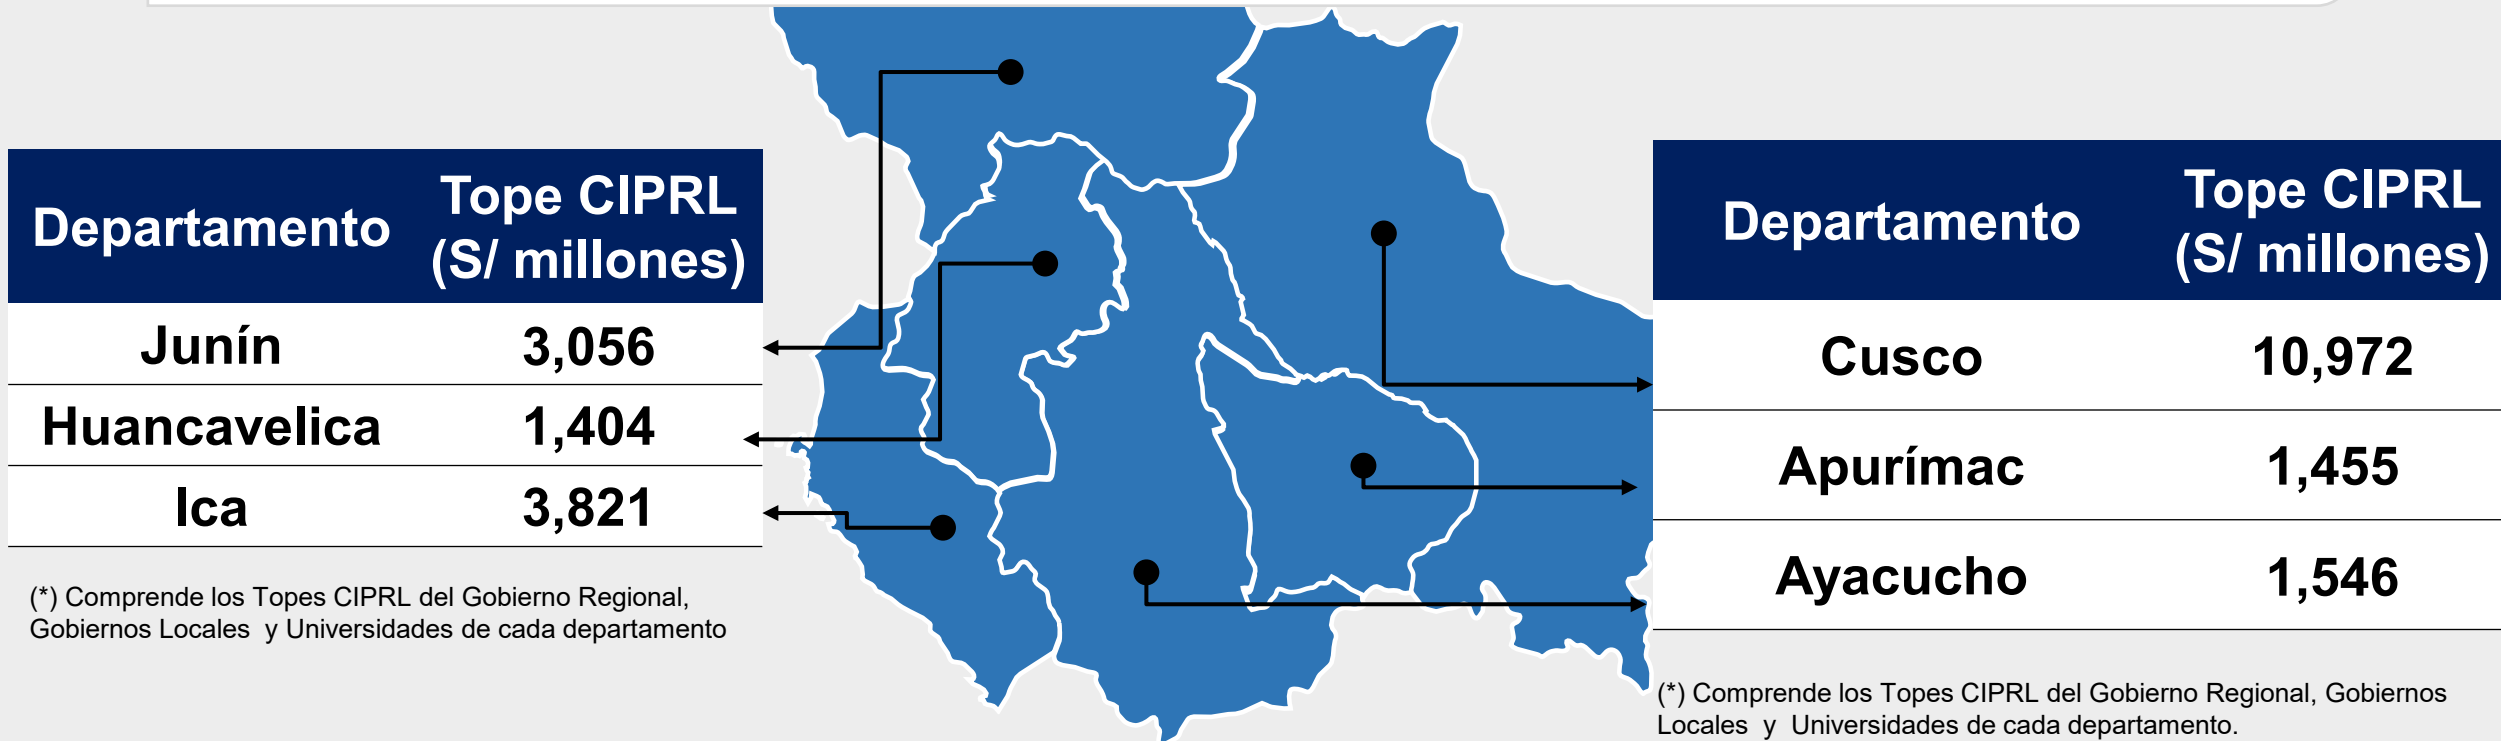 Departamento Tope CIPRL
(S/ millones)
Junín 3,056
Huancavelica 1,404
Ica 3,821
(*) Comprende los Topes CIPRL del Gobierno Regional,
Gobiernos Locales y Universidades de cada departamento
Departamento Tope CIPRL
(S/ millones)
Cusco 10,972
Apurímac 1,455
Ayacucho 1,546
(*) Comprende los Topes CIPRL del Gobierno Regional, Gobiernos
Locales y Universidades de cada departamento.